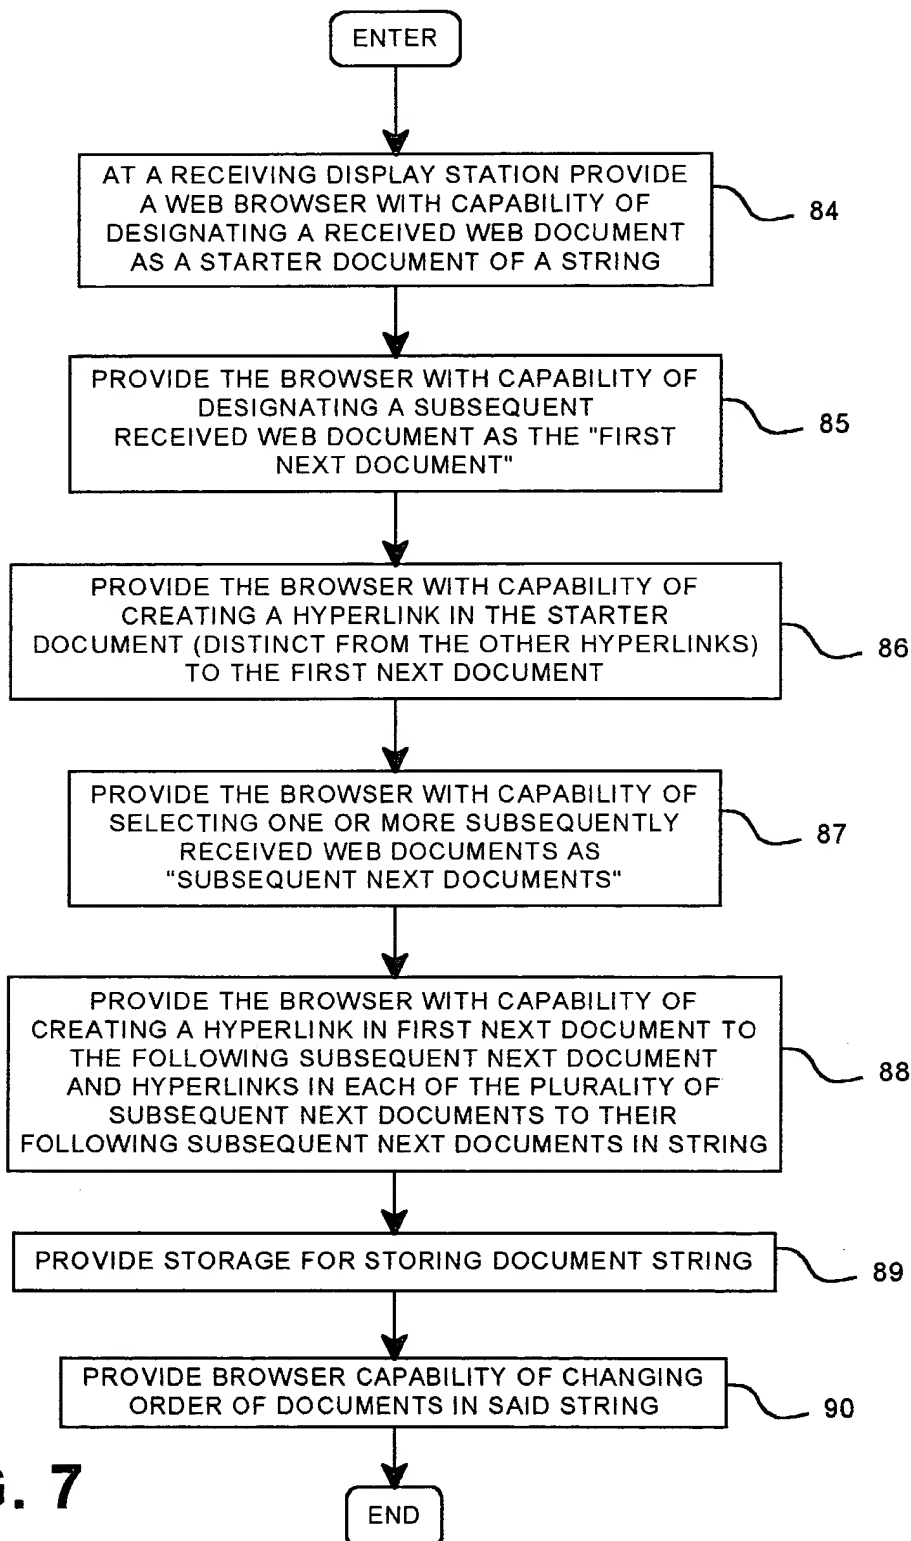 ENTER
AT A RECEIVING DISPLAY STATION PROVIDE
A WEB BROWSER WITH CAPABILITY OF
DESIGNATING A RECEIVED WEB DOCUMENT
AS A STARTER DOCUMENT OF A STRING
84
PROVIDE THE BROWSER WITH CAPABILITY OF
DESIGNATING A SUBSEQUENT
RECEIVED WEB DOCUMENT AS THE "FIRST
NEXT DOCUMENT"
85
PROVIDE THE BROWSER WITH CAPABILITY OF
CREATING A HYPERLINK IN THE STARTER
DOCUMENT (DISTINCT FROM THE OTHER HYPERLINKS)
TO THE FIRST NEXT DOCUMENT
86
PROVIDE THE BROWSER WITH CAPABILITY OF
SELECTING ONE OR MORE SUBSEQUENTLY
RECEIVED WEB DOCUMENTS AS
"SUBSEQUENT NEXT DOCUMENTS"
87
PROVIDE THE BROWSER WITH CAPABILITY OF
CREATING A HYPERLINK IN FIRST NEXT DOCUMENT TO
THE FOLLOWING SUBSEQUENT NEXT DOCUMENT
AND HYPERLINKS IN EACH OF THE PLURALITY OF
SUBSEQUENT NEXT DOCUMENTS TO THEIR
FOLLOWING SUBSEQUENT NEXT DOCUMENTS IN STRING
88
PROVIDE STORAGE FOR STORING DOCUMENT STRING
89
PROVIDE BROWSER CAPABILITY OF CHANGING
ORDER OF DOCUMENTS IN SAID STRING
90
G. 7
END